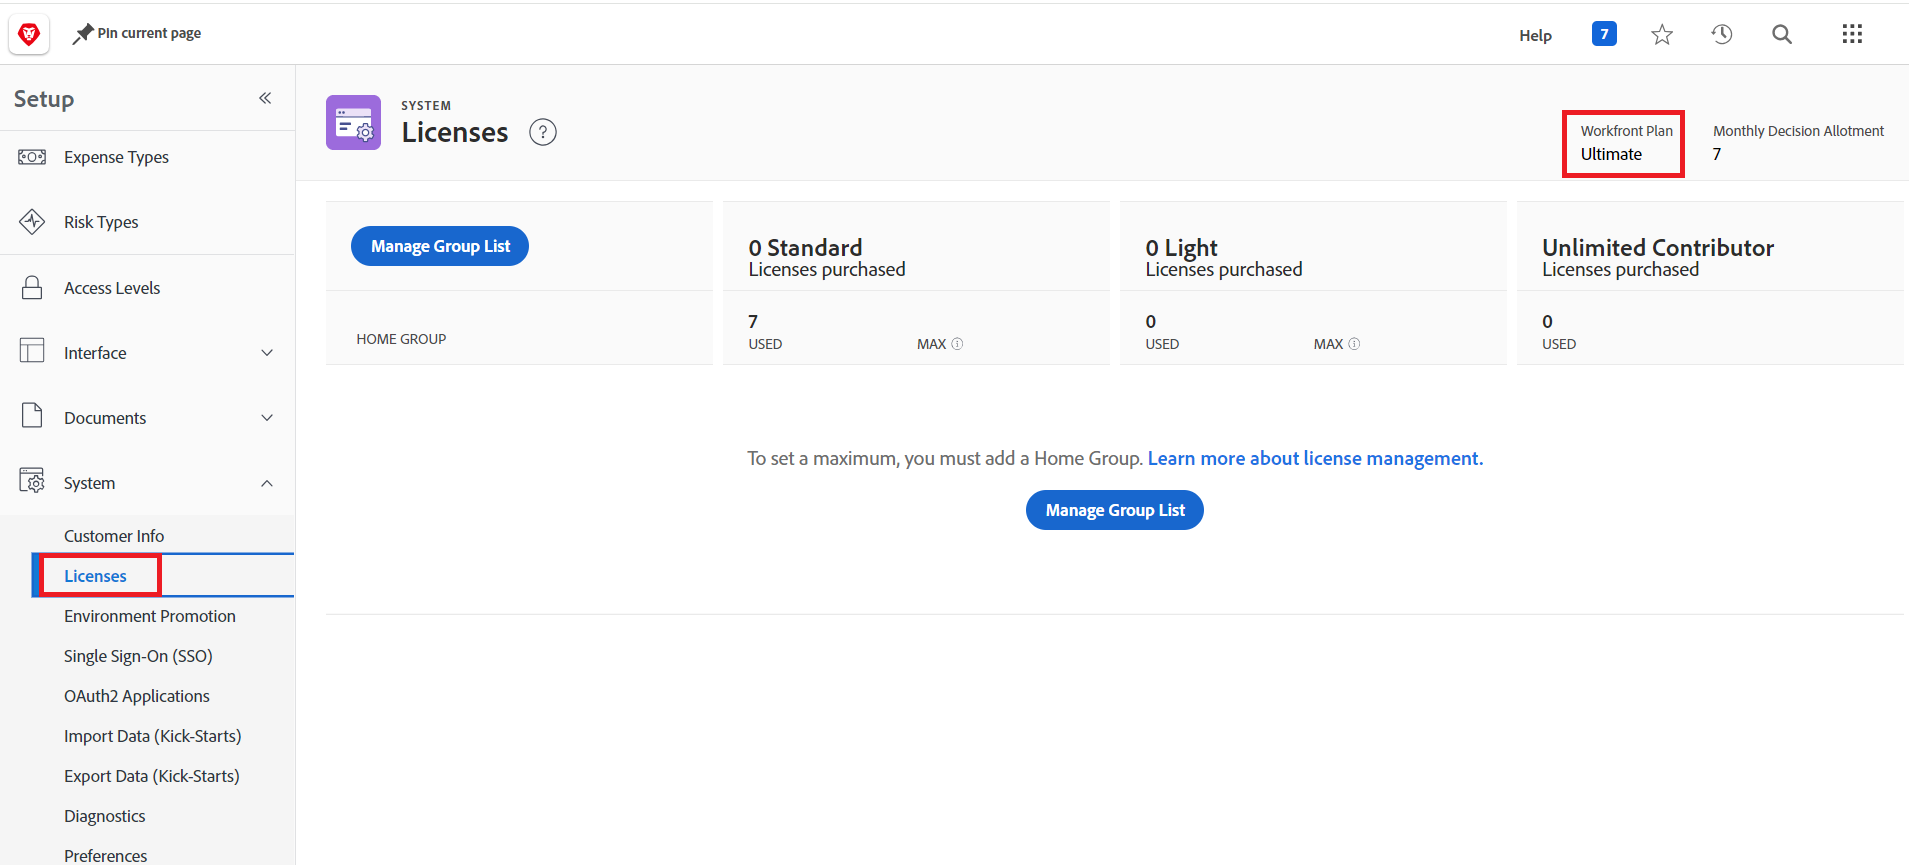 Pin current page
Help
7
Setup
Expense Types
Risk Types
Access Levels
Interface
Documents
System
Customer Info
Licenses
Environment Promotion
Single Sign-On (SSO)
OAuth2 Applications
Import Data (Kick-Starts)
Export Data (Kick-Starts)
Diagnostics
Preferences
SYSTEM
Licenses
?
Workfront Plan
Ultimate
Monthly Decision Allotment
7
Manage Group List
HOME GROUP
0 Standard
Licenses purchased
7
USED MAX
0 Light
Licenses purchased
0
USED MAX
Unlimited Contributor
Licenses purchased
0
USED
To set a maximum, you must add a Home Group. Learn more about license management.
Manage Group List